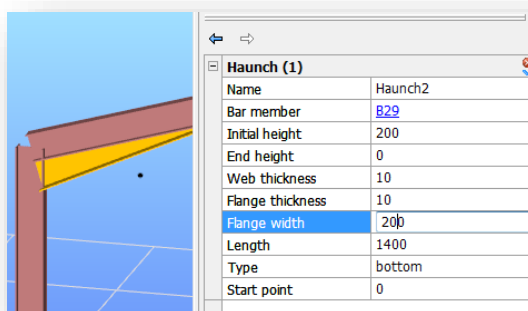 Haunch (1)
Name Haunch2
Bar member B29
Initial height 200
End height 0
Web thickness 10
Flange thickness 10
Flange width 200
Length 1400
Type bottom
Start point 0